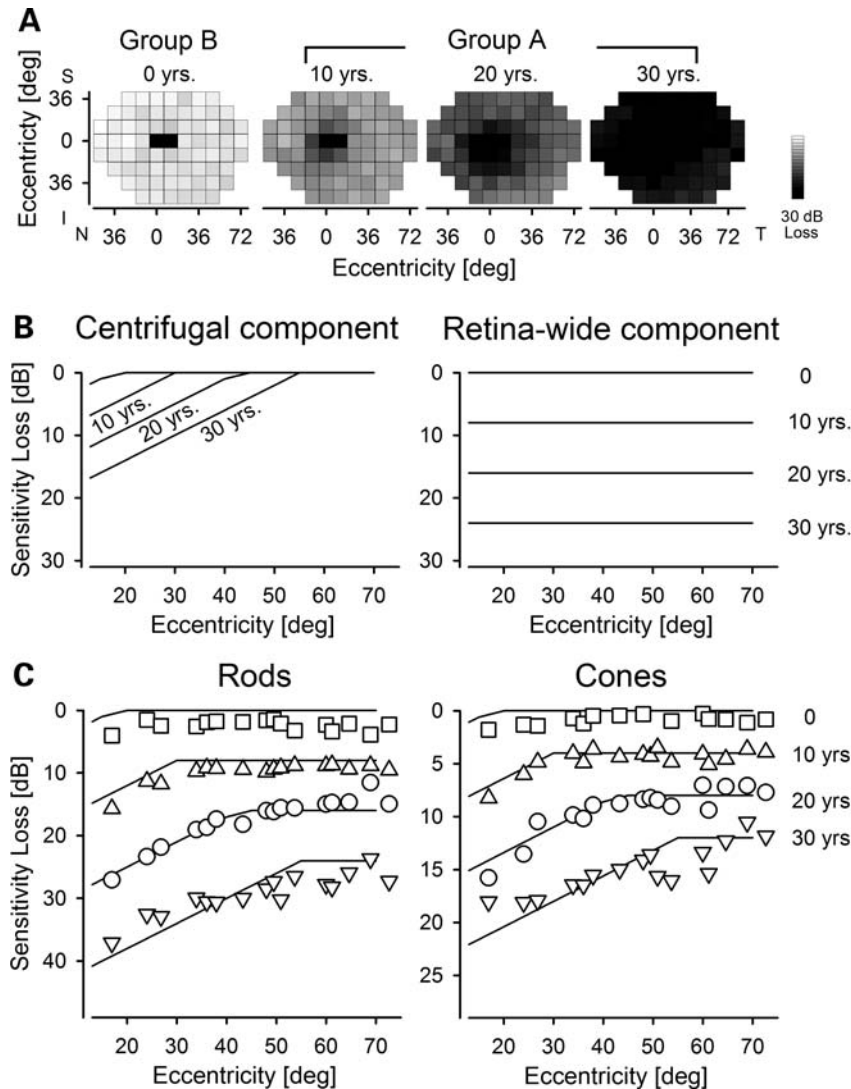 A
Group B
Group A
0 yrs.
10 yrs.
20 yrs.
30 yrs.
Eccentricity [deg]
S
36
0
36
I
N
36 0 36 72
36 0 36 72
36 0 36 72
36 0 36 72
T
Eccentricity [deg]
30 dB
Loss
B
Centrifugal component
Retina-wide component
Sensitivity Loss [dB]
0
10
20
30
10 yrs.
20 yrs.
30 yrs.
0
10 yrs.
20 yrs.
30 yrs.
20 30 40 50 60 70
Eccentricity [deg]
20 30 40 50 60 70
Eccentricity [deg]
C
Rods
Cones
Sensitivity Loss [dB]
0
10
20
30
40
0
5
10
15
20
25
0
10 yrs
20 yrs
30 yrs
20 30 40 50 60 70
Eccentricity [deg]
20 30 40 50 60 70
Eccentricity [deg]